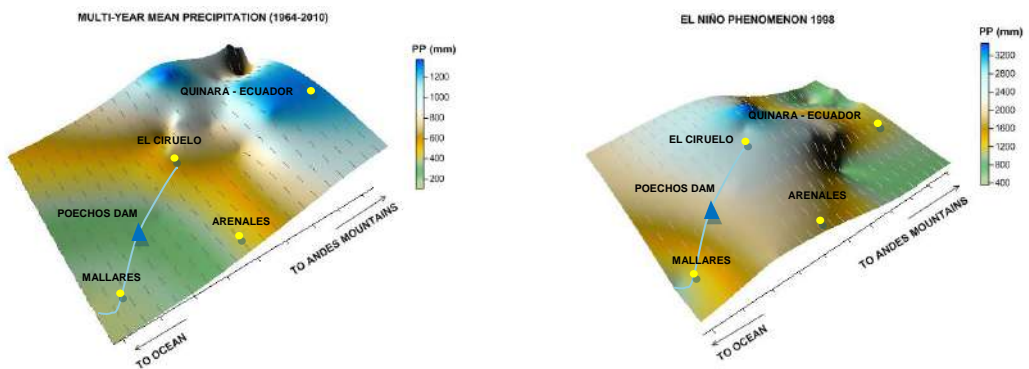 MULTI-YEAR MEAN PRECIPITATION (1964-2010)
PP (mm)
1200
1000
800
600
400
200
QUINARA - ECUADOR
EL CIRUELO
POECHOS DAM
ARENALES
MALLARES
TO ANDES MOUNTAINS
TO OCEAN
EL NIÑO PHENOMENON 1998
PP (mm)
3200
2800
2400
2000
1600
1200
800
400
QUINARA - ECUADOR
EL CIRUELO
POECHOS DAM
ARENALES
MALLARES
TO ANDES MOUNTAINS
TO OCEAN